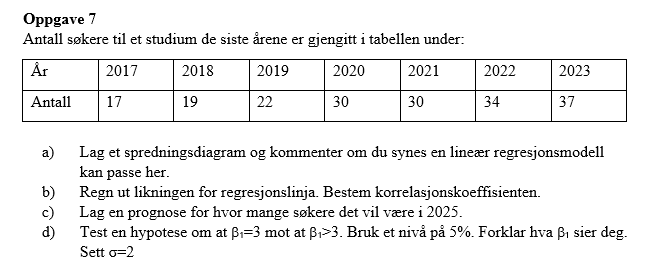 Oppgave 7
Antall søkere til et studium de siste årene er gjengitt i tabellen under:
År 2017 2018 2019 2020 2021 2022 2023
Antall 17 19 22 30 30 34 37
a) Lag et spredningsdiagram og kommenter om du synes en lineær regresjonsmodell
kan passe her.
b) Regn ut likningen for regresjonslinja. Bestem korrelasjonskoeffisienten.
c) Lag en prognose for hvor mange søkere det vil være i 2025.
d) Test en hypotese om at β₁=3 mot at β₁>3. Bruk et nivå på 5%. Forklar hva β₁ sier deg.
Sett σ=2